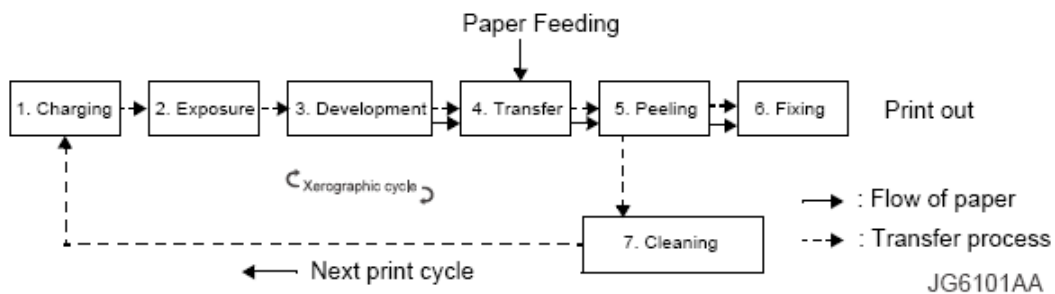 Paper Feeding
1. Charging
2. Exposure
3. Development
4. Transfer
5. Peeling
6. Fixing
Print out
Xerographic cycle
: Flow of paper
7. Cleaning
: Transfer process
Next print cycle
JG6101AA